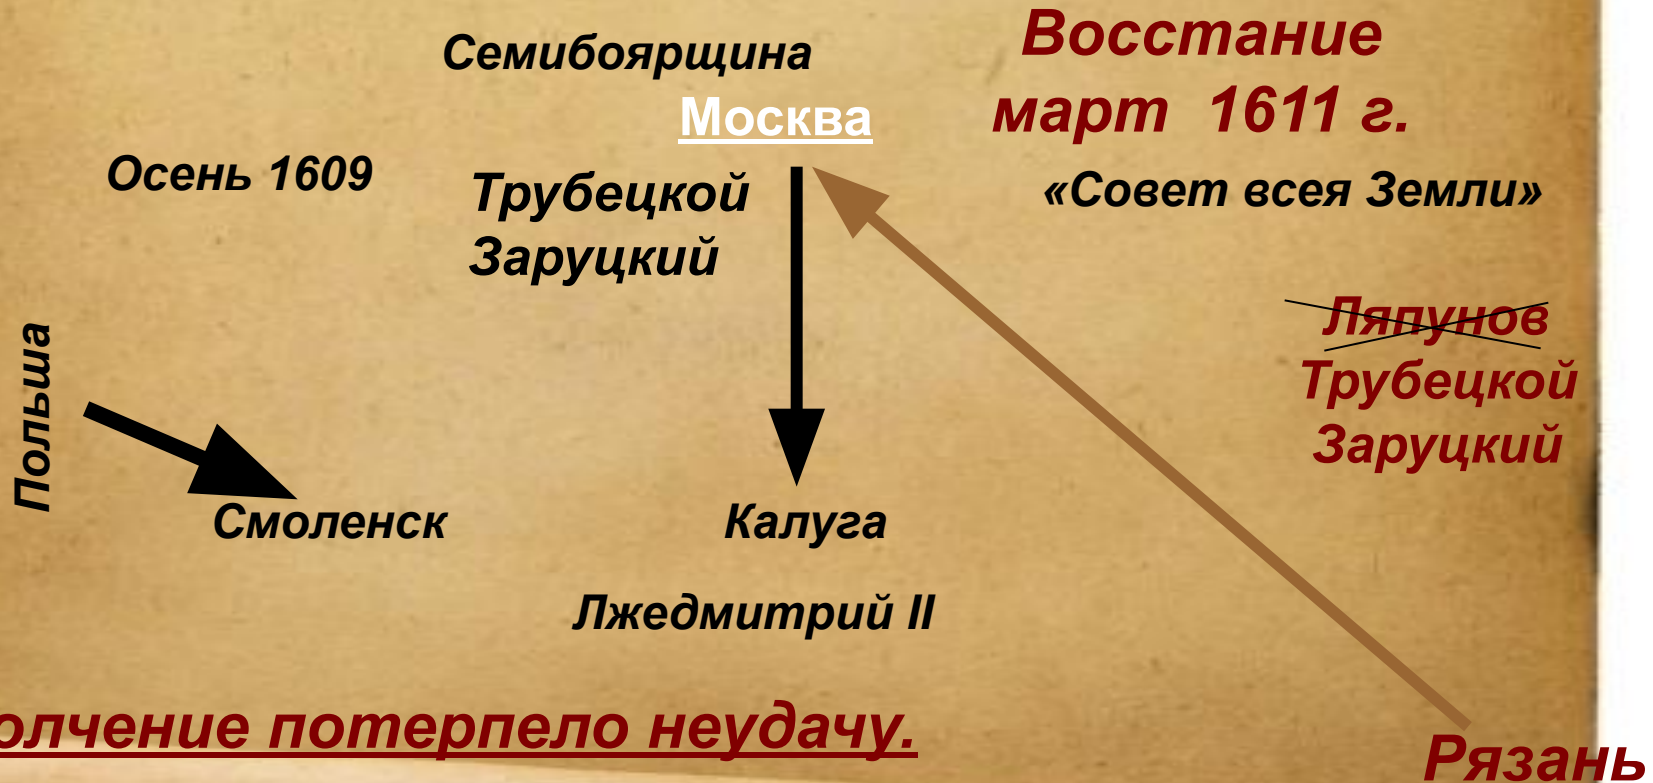 Семибоярщина
Москва
Восстание
март 1611 г.
Осень 1609
Трубецкой
Заруцкий
«Совет всея Земли»
Ляпунов
Трубецкой
Заруцкий
Польша
Смоленск
Калуга
Лжедмитрий II
олчение потерпело неудачу.
Рязань